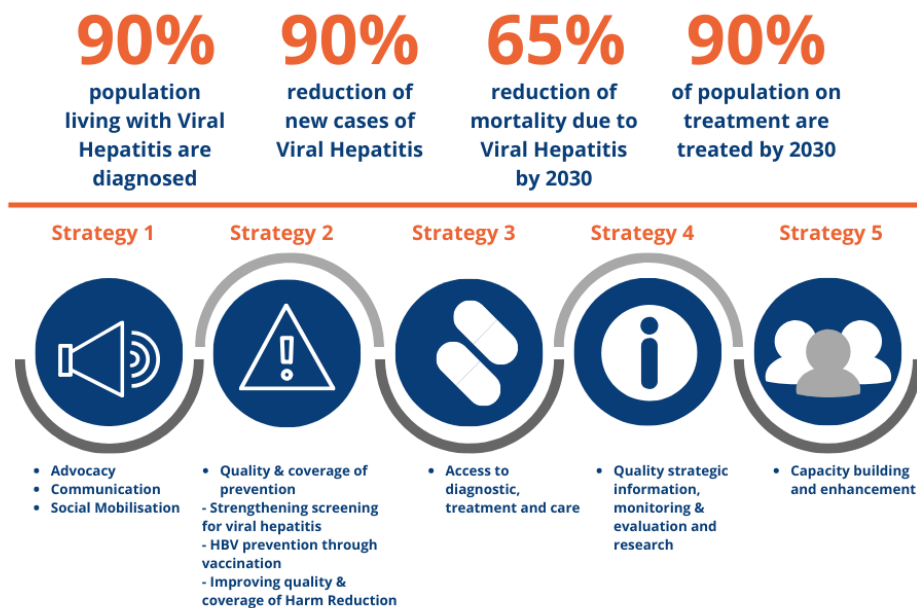 90%
population
living with Viral
Hepatitis are
diagnosed
90%
reduction of
new cases of
Viral Hepatitis
65%
reduction of
mortality due to
Viral Hepatitis
by 2030
90%
of population on
treatment are
treated by 2030
Strategy 1
Strategy 2
Strategy 3
Strategy 4
Strategy 5
• Advocacy
• Communication
• Social Mobilisation
• Quality & coverage of
prevention
- Strengthening screening
for viral hepatitis
- HBV prevention through
vaccination
- Improving quality &
coverage of Harm Reduction
• Access to
diagnostic,
treatment and care
• Quality strategic
information,
monitoring &
evaluation and
research
• Capacity building
and enhancement